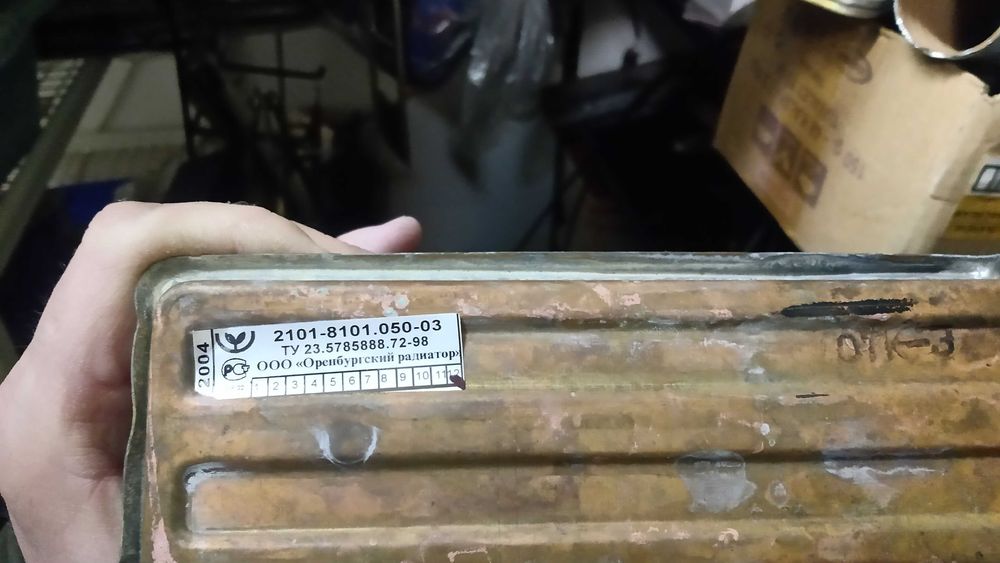 2004
2101-8101.050-03
ТУ 23.5785888.72-98
РС
ООО «Оренбургский радиатор»
1 2 3 4 5 6 7 8 9 10 11 12
ОТК-3